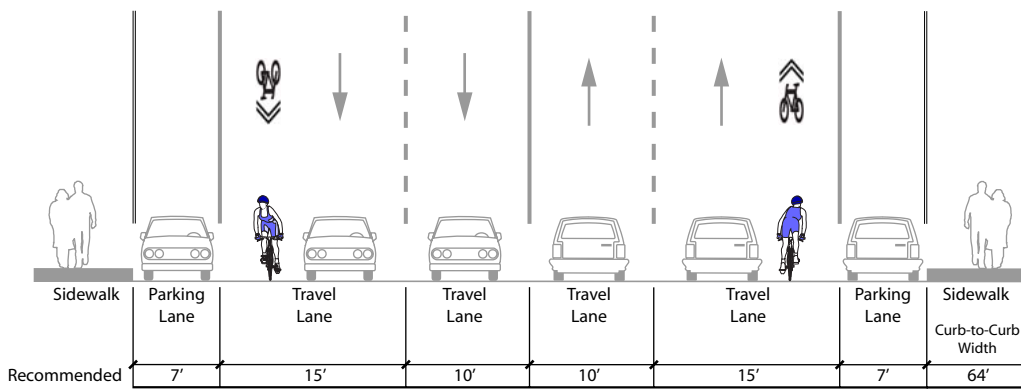 Sidewalk Parking Lane Travel Lane Travel Lane Travel Lane Travel Lane Parking Lane Sidewalk
Curb-to-Curb Width
Recommended 7’ 15’ 10’ 10’ 15’ 7’ 64’